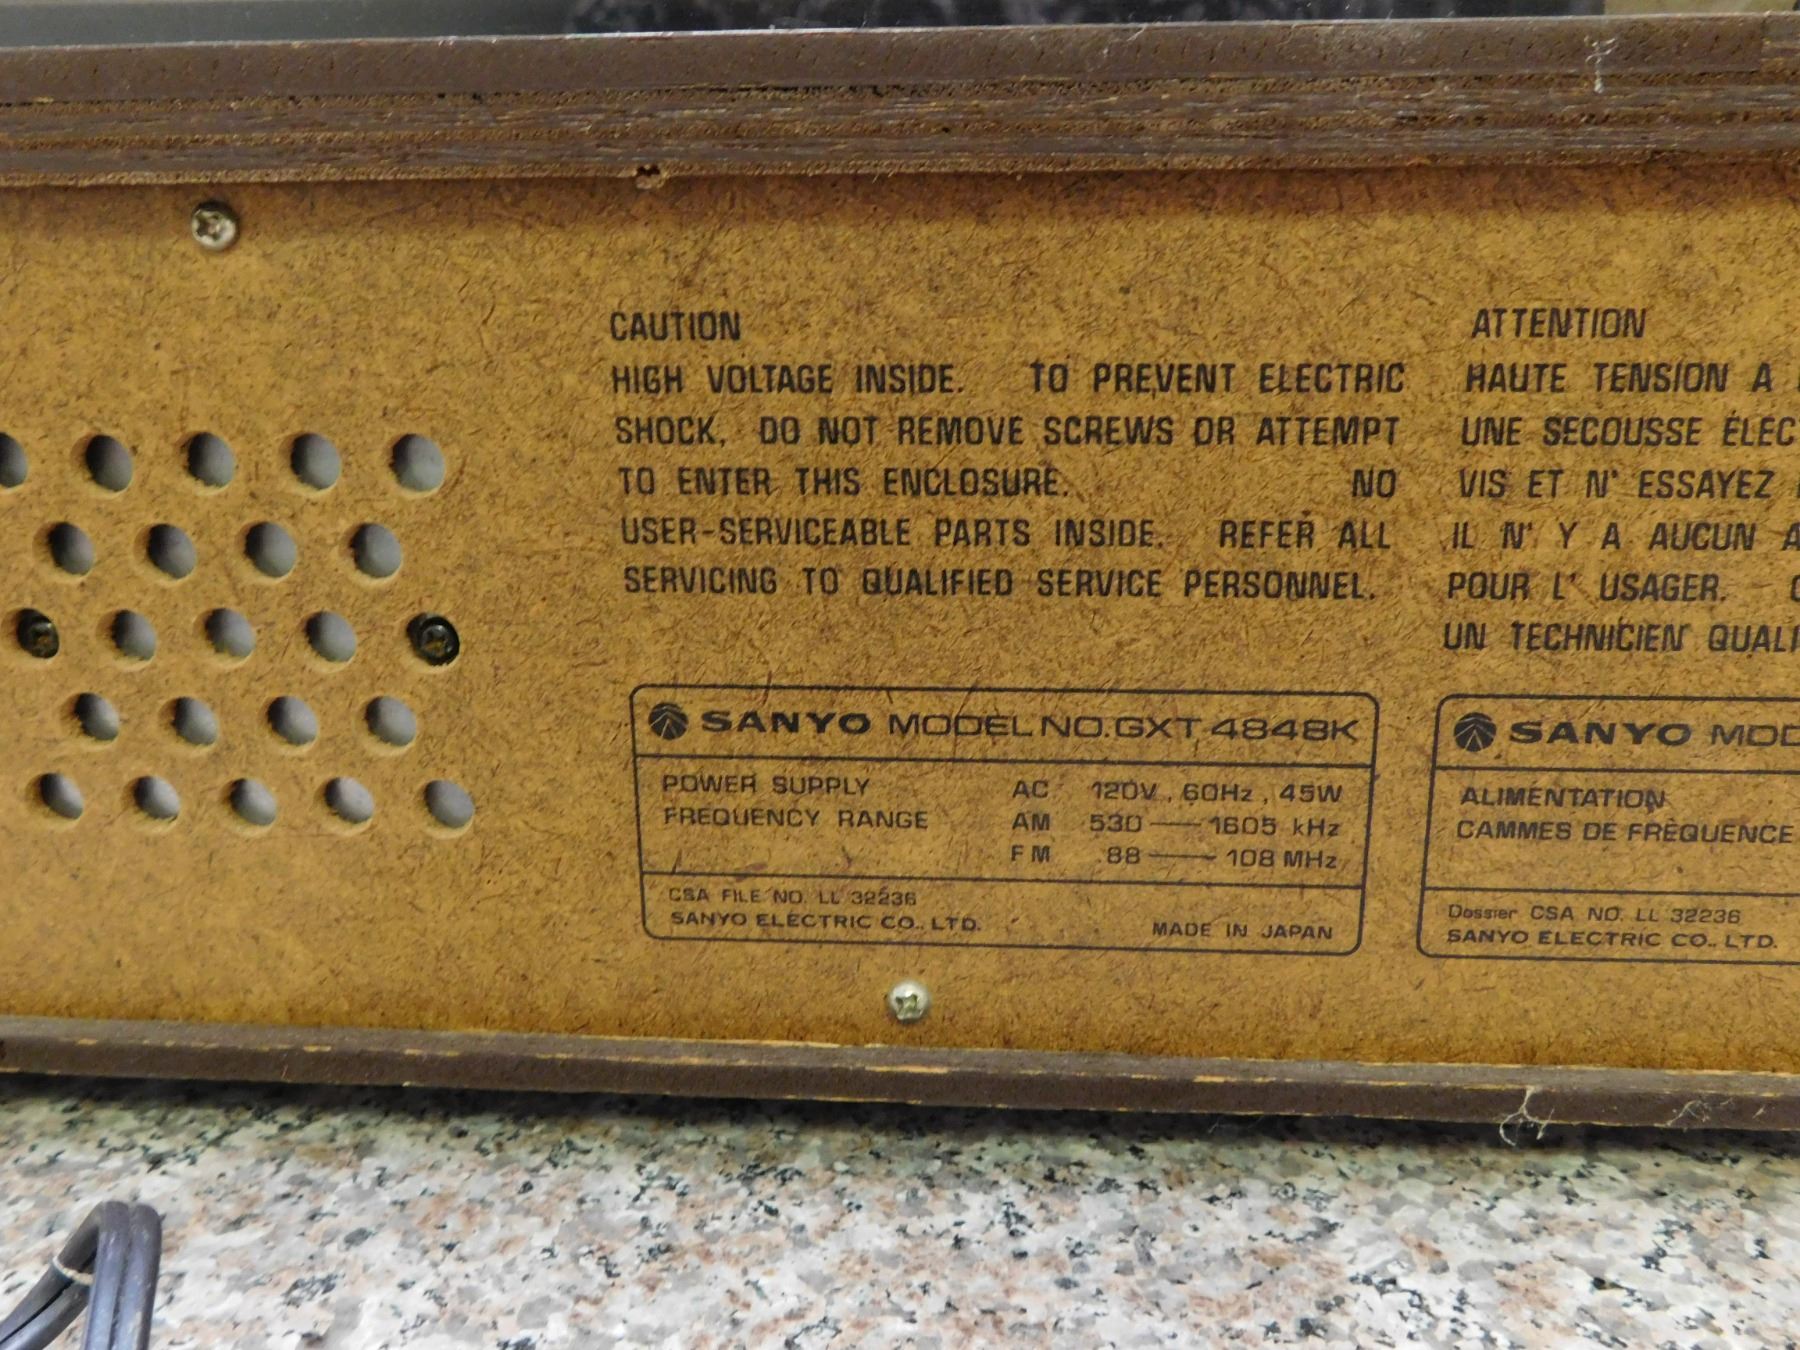 CAUTION
HIGH VOLTAGE INSIDE. TO PREVENT ELECTRIC
SHOCK, DO NOT REMOVE SCREWS OR ATTEMPT
TO ENTER THIS ENCLOSURE. NO
USER-SERVICEABLE PARTS INSIDE. REFER ALL
SERVICING TO QUALIFIED SERVICE PERSONNEL.
SANYO MODEL NO. GXT 4848K
POWER SUPPLY AC 120V, 60Hz, 45W
FREQUENCY RANGE AM 530 — 1605 kHz
FM 88 — 108 MHz
CSA FILE NO. LL 32236
SANYO ELECTRIC CO., LTD. MADE IN JAPAN
ATTENTION
HAUTE TENSION A
UNE SECOUSSE ÉLEC
VIS ET N' ESSAYEZ
IL N' Y A AUCUN A
POUR L' USAGER.
UN TECHNICIEN QUALI
SANYO MOD
ALIMENTATION
CAMMES DE FRÈQUENCE
Dossier CSA NO. LL 32236
SANYO ELECTRIC CO., LTD.